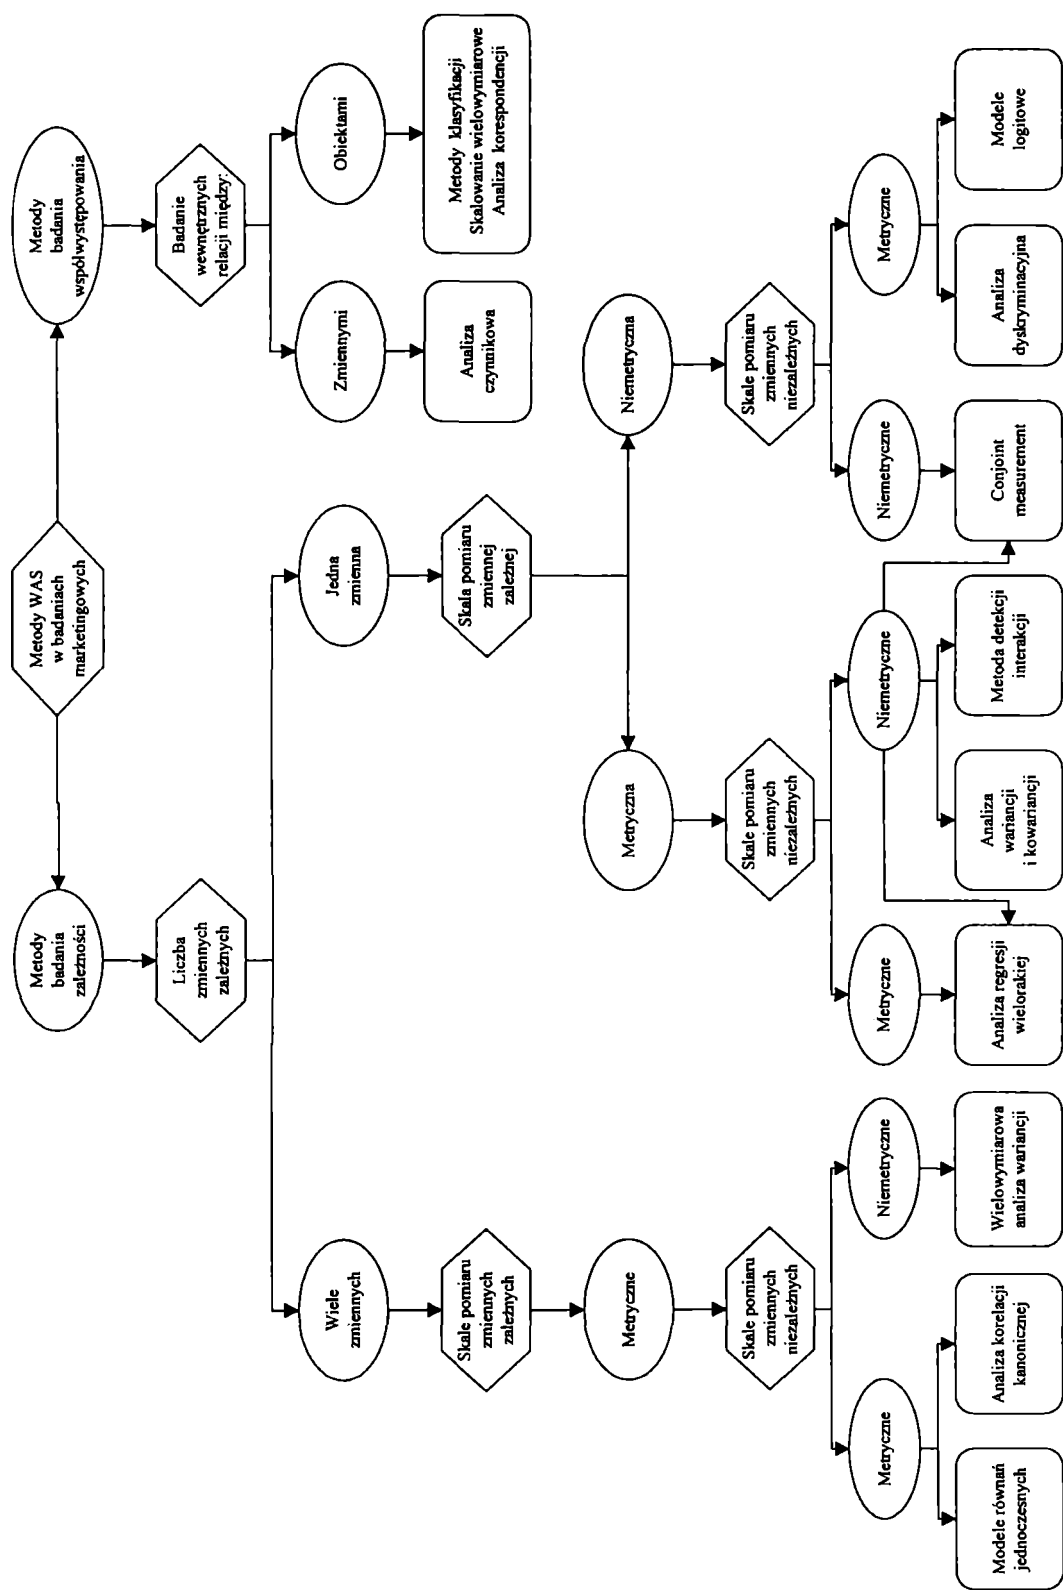 Metody WAS
w badaniach
marketingowych
Metody
badania
zależności
Metody
badania
współwystępowania
Liczba
zmiennych
zależnych
Badanie
wewnętrznych
relacji między:
Wiele
zmiennych
Jedna
zmienna
Zmiennymi
Obiektami
Skale pomiaru
zmiennych
zależnych
Skala pomiaru
zmiennej
zależnej
Analiza
czynnikowa
Metody klasyfikacji
Skalowanie wielowymiarowe
Analiza korespondencji
Metryczne
Metryczna
Niemetryczna
Skale pomiaru
zmiennych
niezależnych
Skale pomiaru
zmiennych
niezależnych
Skale pomiaru
zmiennych
niezależnych
Metryczne
Niemetryczne
Metryczne
Niemetryczne
Niemetryczne
Metryczne
Modele równań
jednoczesnych
Analiza korelacji
kanonicznej
Wielowymiarowa
analiza wariancji
Analiza regresji
wielorakiej
Analiza
wariancji
i kowariancji
Metoda detekcji
interakcji
Conjoint
measurement
Analiza
dyskryminacyjna
Modele
logitowe